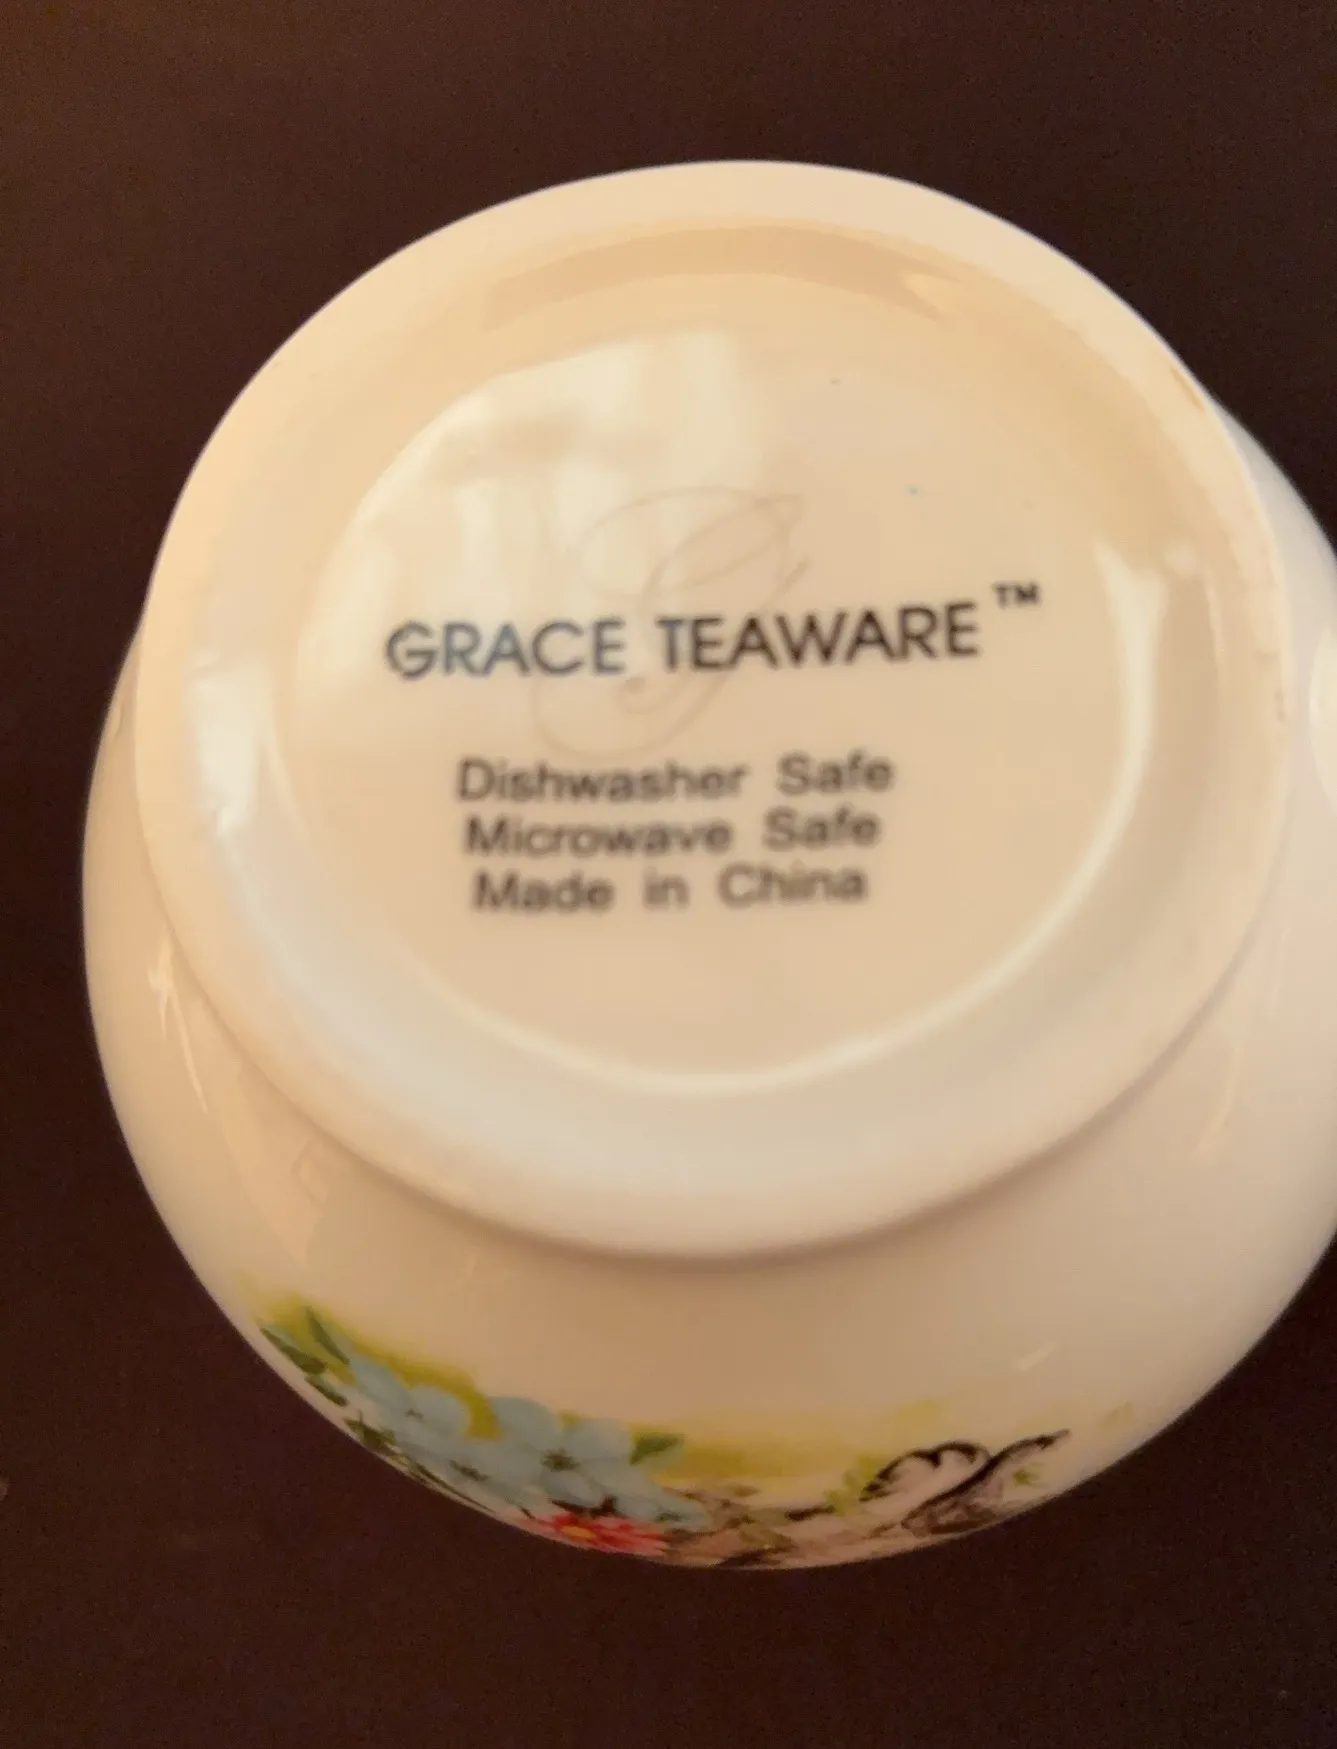 G
GRACE TEAWARE™
Dishwasher Safe
Microwave Safe
Made in China